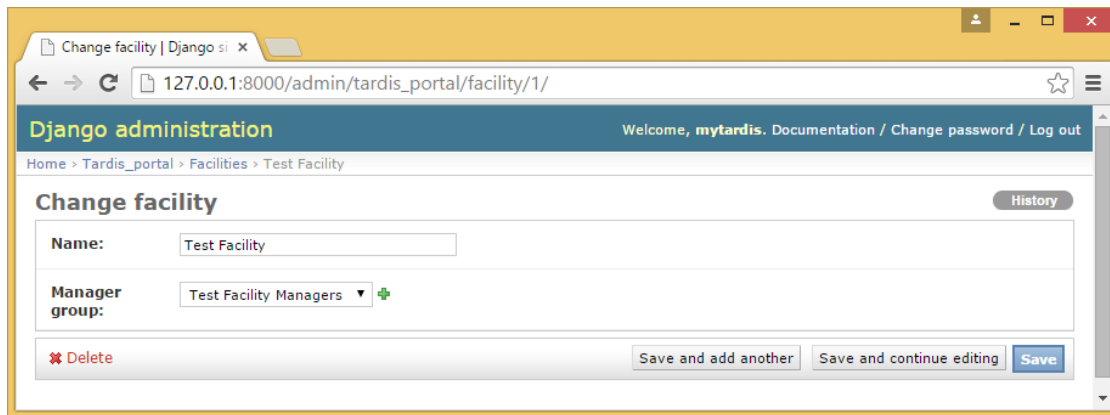 Change facility | Django si
127.0.0.1:8000/admin/tardis_portal/facility/1/
Django administration
Welcome, mytardis. Documentation / Change password / Log out
Home › Tardis_portal › Facilities › Test Facility
Change facility
History
Name:
Test Facility
Manager
group:
Test Facility Managers
Delete
Save and add another
Save and continue editing
Save